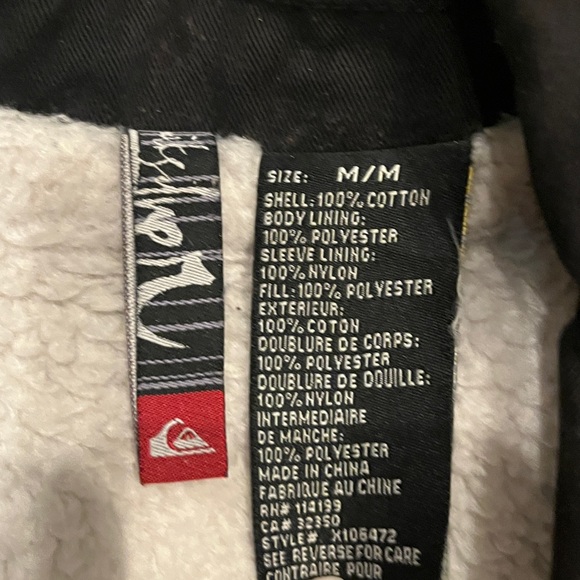 Quiksilver
SIZE: M/M
SHELL:100% COTTON
BODY LINING:
100% POLYESTER
SLEEVE LINING:
100% NYLON
FILL:100% POLYESTER
EXTERIEUR:
100% COTON
DOUBLURE DE CORPS:
100% POLYESTER
DOUBLURE DE DOUILLE:
100% NYLON
INTERMEDIAIRE
DE MANCHE:
100% POLYESTER
MADE IN CHINA
FABRIQUE AU CHINE
RN# 114199
CA# 32350
STYLE#. X106472
SEE REVERSE FOR CARE
CONTRAIRE POUR